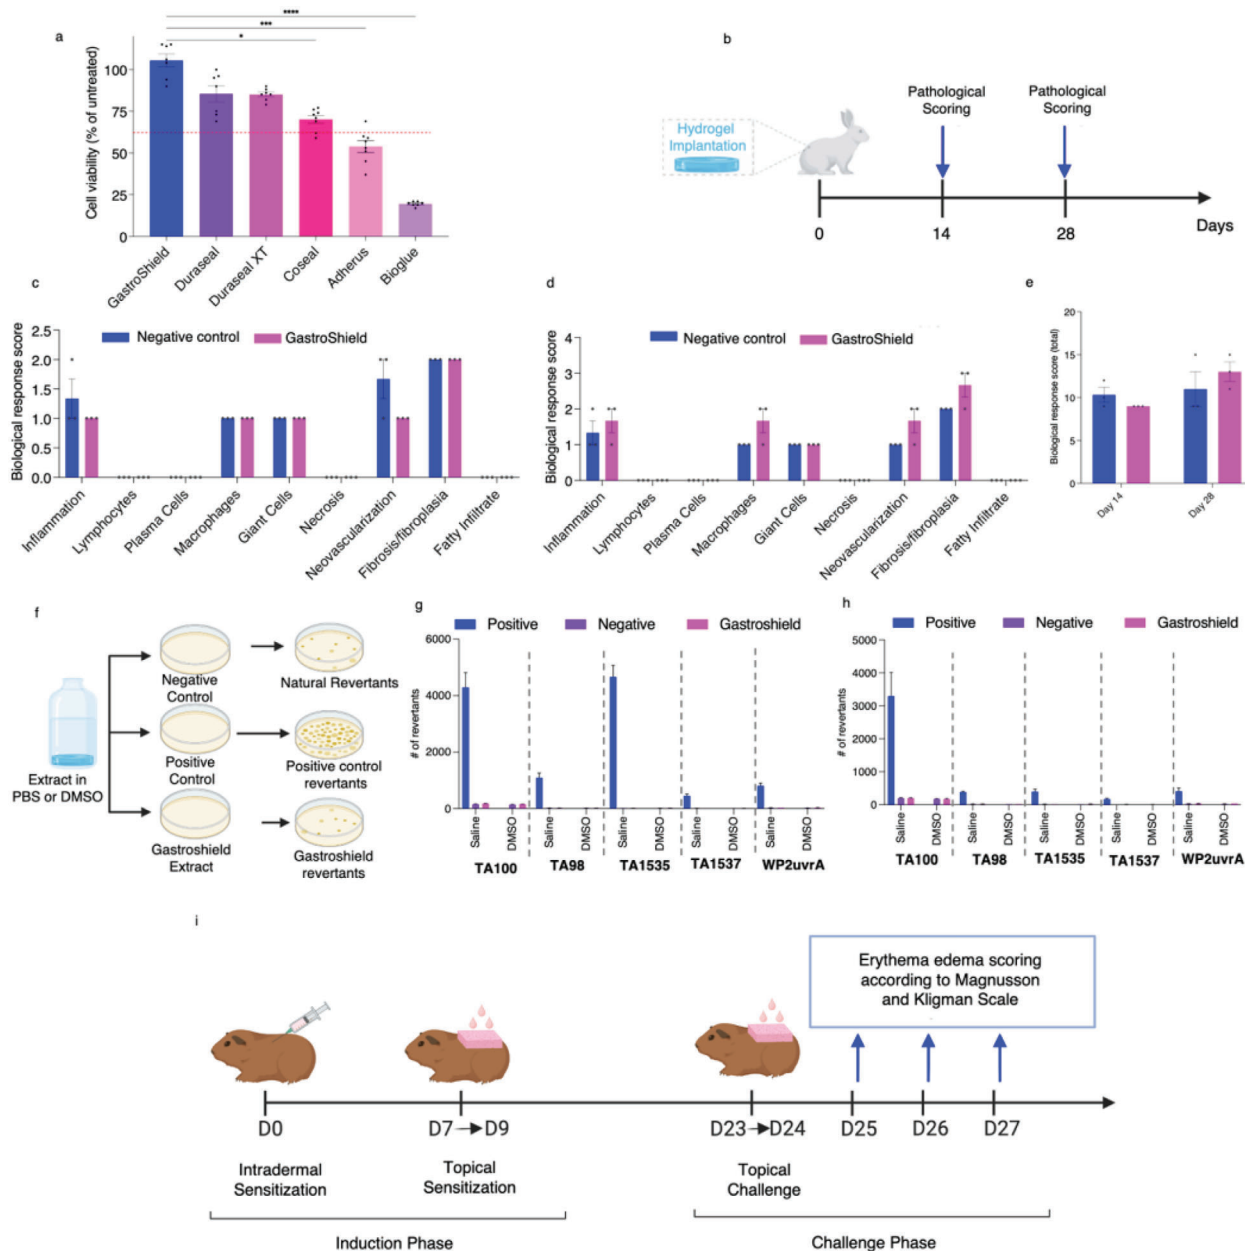 a
****
***
*
Cell viability (% of untreated)
100
75
50
25
0
GastroShield
Duraseal
Duraseal XT
Coseal
Adherus
Bioglue
b
Hydrogel
Implantation
Pathological
Scoring
Pathological
Scoring
0
14
28
Days
c
Negative control
GastroShield
Biological response score
2.5
2.0
1.5
1.0
0.5
0.0
Inflammation
Lymphocytes
Plasma Cells
Macrophages
Giant Cells
Necrosis
Neovascularization
Fibrosis/fibroplasia
Fatty Infiltrate
d
Negative control
GastroShield
Biological response score
4
3
2
1
0
Inflammation
Lymphocytes
Plasma Cells
Macrophages
Giant Cells
Necrosis
Neovascularization
Fibrosis/fibroplasia
Fatty Infiltrate
e
Biological response score (total)
20
15
10
5
0
Day 14
Day 28
f
Extract in
PBS or DMSO
Negative
Control
Natural Revertants
Positive
Control
Positive control
revertants
Gastroshield
Extract
Gastroshield
revertants
g
Positive
Negative
Gastroshield
# of revertants
6000
4000
2000
0
Saline
DMSO
Saline
DMSO
Saline
DMSO
Saline
DMSO
Saline
DMSO
TA100
TA98
TA1535
TA1537
WP2uvrA
h
Positive
Negative
Gastroshield
# of revertants
5000
4000
3000
2000
1000
0
Saline
DMSO
Saline
DMSO
Saline
DMSO
Saline
DMSO
Saline
DMSO
TA100
TA98
TA1535
TA1537
WP2uvrA
i
Erythema edema scoring
according to Magnusson
and Kligman Scale
D0
D7
D9
D23
D24
D25
D26
D27
Intradermal
Sensitization
Topical
Sensitization
Topical
Challenge
Induction Phase
Challenge Phase